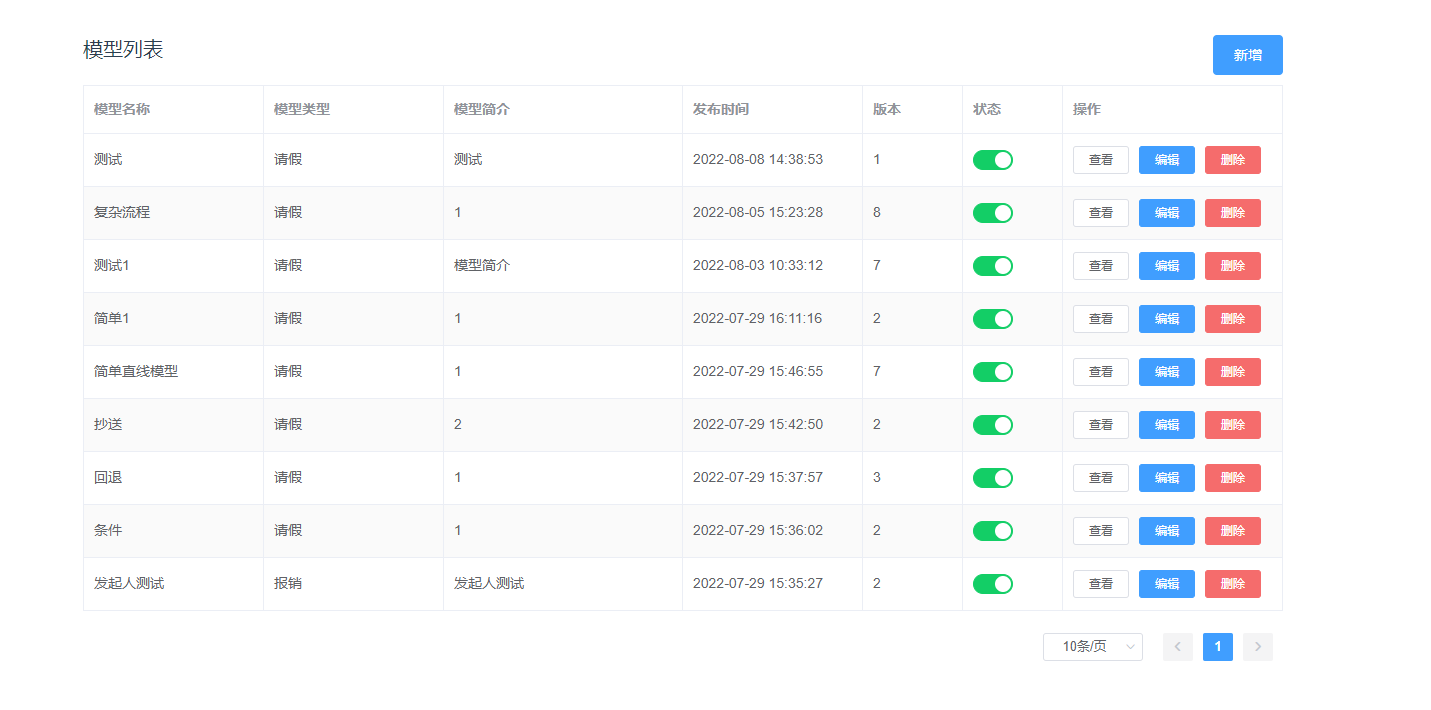 模型列表
新增
模型名称 模型类型 模型简介 发布时间 版本 状态 操作
测试 请假 测试 2022-08-08 14:38:53 1 查看 编辑 删除
复杂流程 请假 1 2022-08-05 15:23:28 8 查看 编辑 删除
测试1 请假 模型简介 2022-08-03 10:33:12 7 查看 编辑 删除
简单1 请假 1 2022-07-29 16:11:16 2 查看 编辑 删除
简单直线模型 请假 1 2022-07-29 15:46:55 7 查看 编辑 删除
抄送 请假 2 2022-07-29 15:42:50 2 查看 编辑 删除
回退 请假 1 2022-07-29 15:37:57 3 查看 编辑 删除
条件 请假 1 2022-07-29 15:36:02 2 查看 编辑 删除
发起人测试 报销 发起人测试 2022-07-29 15:35:27 2 查看 编辑 删除
10条/页 1